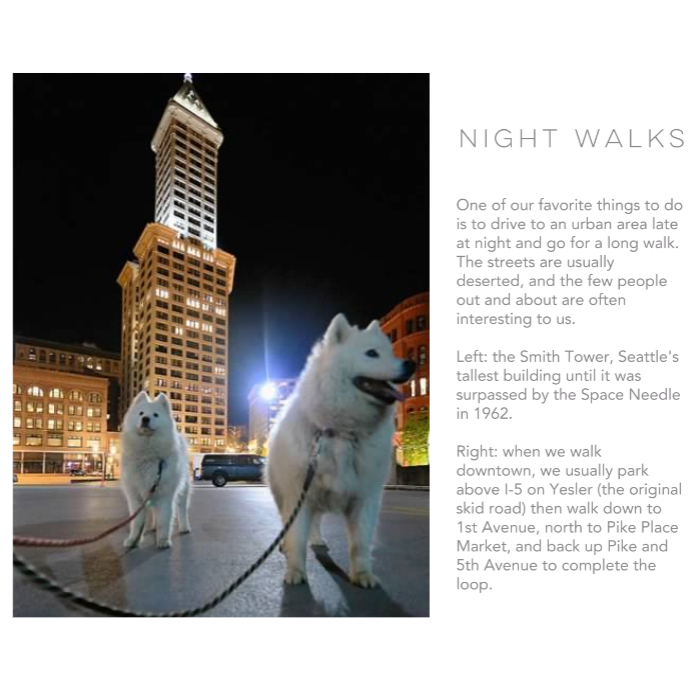 NIGHT WALKS
One of our favorite things to do
is to drive to an urban area late
at night and go for a long walk.
The streets are usually
deserted, and the few people
out and about are often
interesting to us.
Left: the Smith Tower, Seattle's
tallest building until it was
surpassed by the Space Needle
in 1962.
Right: when we walk
downtown, we usually park
above I-5 on Yesler (the original
skid road) then walk down to
1st Avenue, north to Pike Place
Market, and back up Pike and
5th Avenue to complete the
loop.